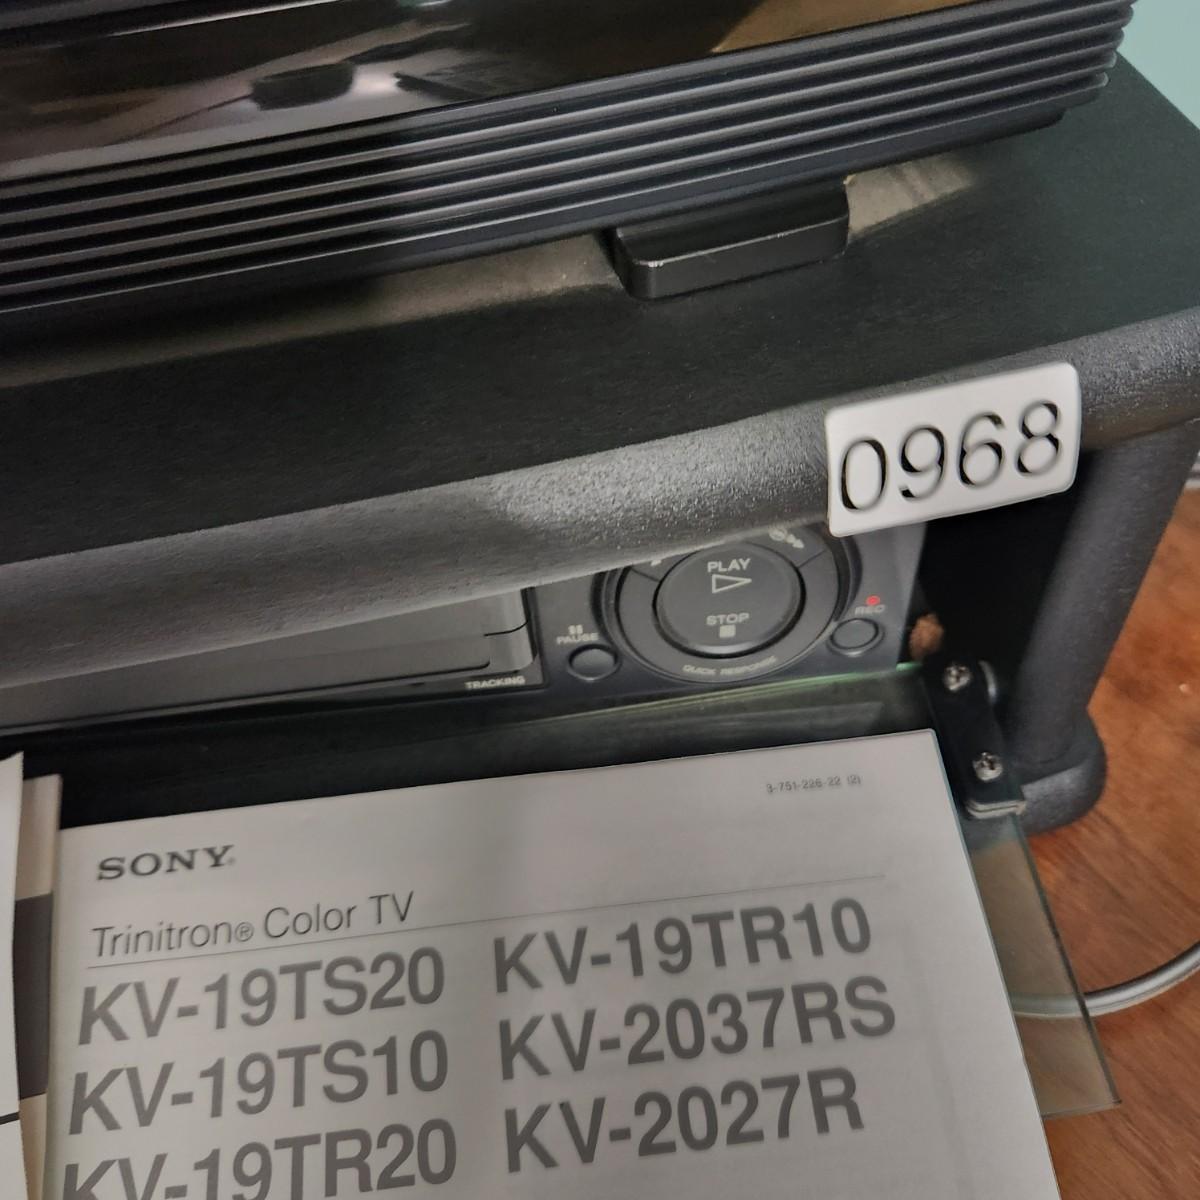 0968
PLAY
STOP
PAUSE
REC
QUICK RESPONSE
TRACKING
3-751-226-22 (2)
SONY®
Trinitron® Color TV
KV-19TS20 KV-19TR10
KV-19TS10 KV-2037RS
KV-19TR20 KV-2027R